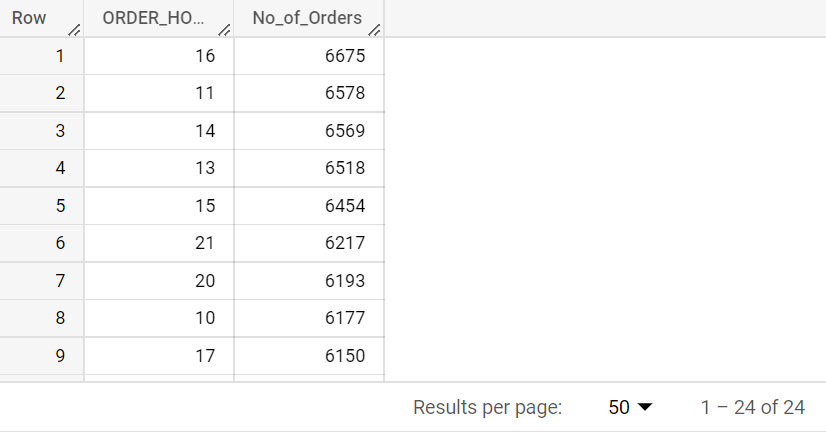 Row ORDER_HO... No_of_Orders
1 16 6675
2 11 6578
3 14 6569
4 13 6518
5 15 6454
6 21 6217
7 20 6193
8 10 6177
9 17 6150
Results per page: 50 1 – 24 of 24